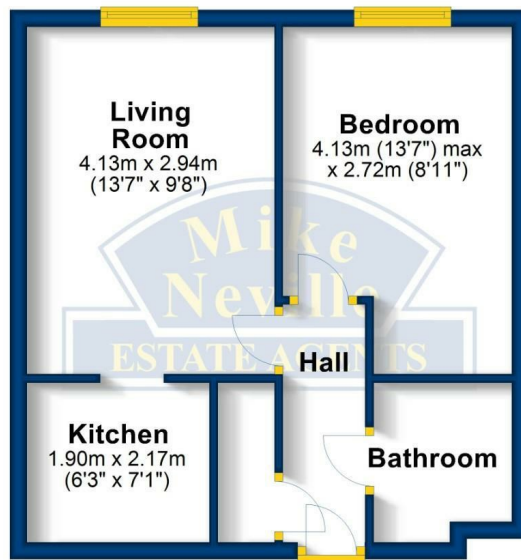 Living
Room
4.13m x 2.94m
(13'7" x 9'8")
Bedroom
4.13m (13'7") max
x 2.72m (8'11")
Mike
Neville
ESTATE AGENTS
Hall
Kitchen
1.90m x 2.17m
(6'3" x 7'1")
Bathroom